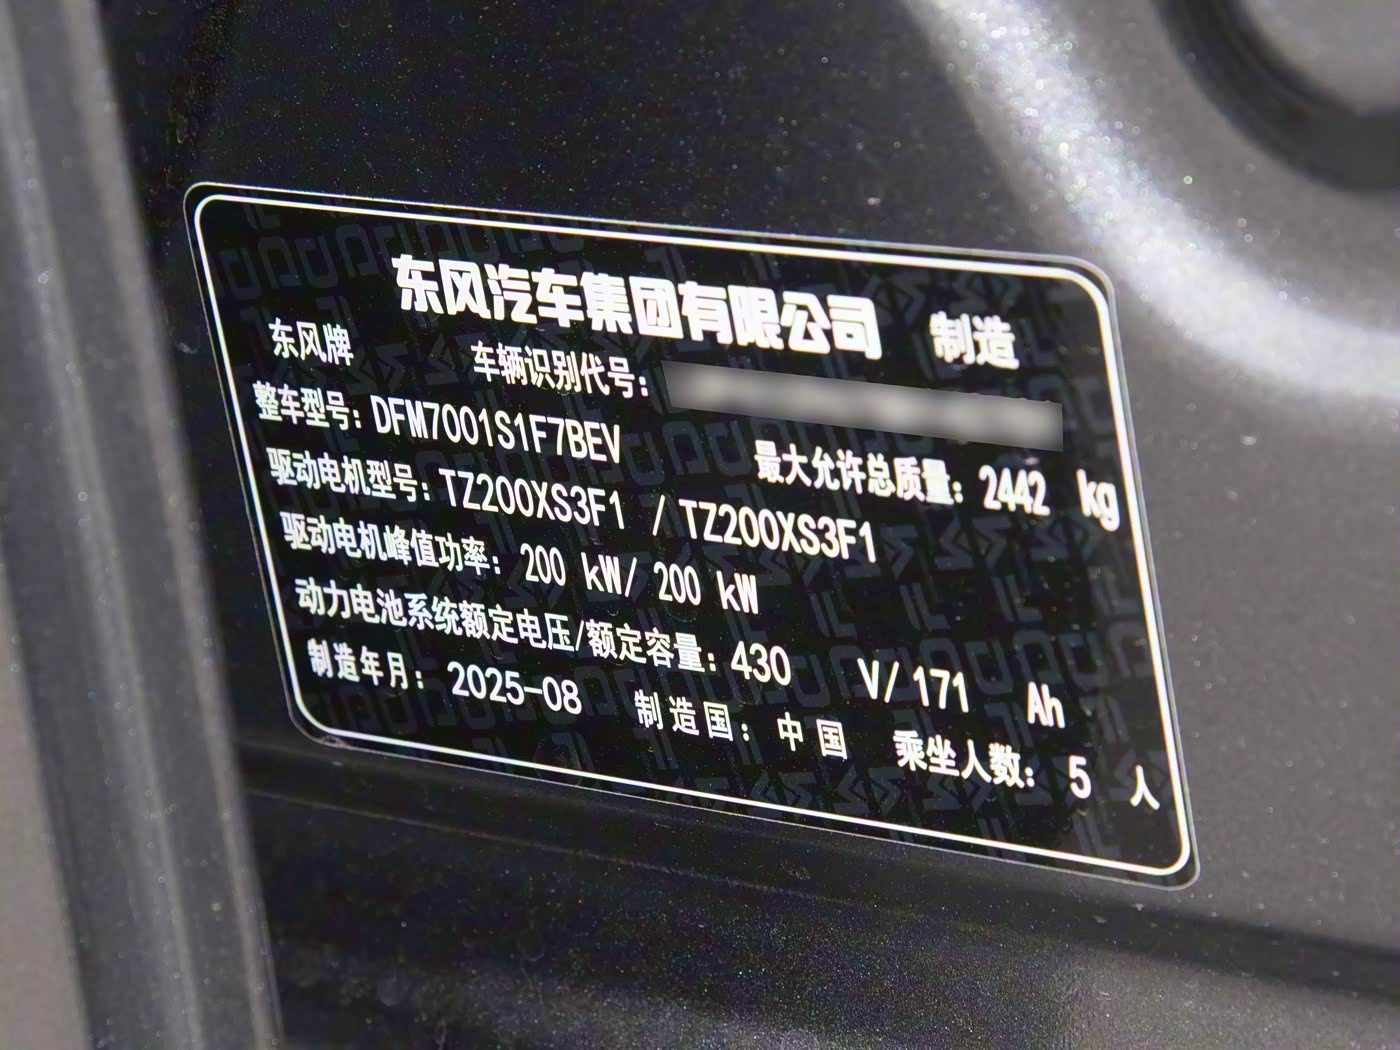 东风汽车集团有限公司 制造
东风牌 车辆识别代号:
整车型号: DFM7001S1F7BEV 最大允许总质量: 2442 kg
驱动电机型号: TZ200XS3F1 / TZ200XS3F1
驱动电机峰值功率: 200 kW/ 200 kW
动力电池系统额定电压/额定容量: 430 V/ 171 Ah
制造年月: 2025-08 制造国: 中国 乘坐人数: 5 人